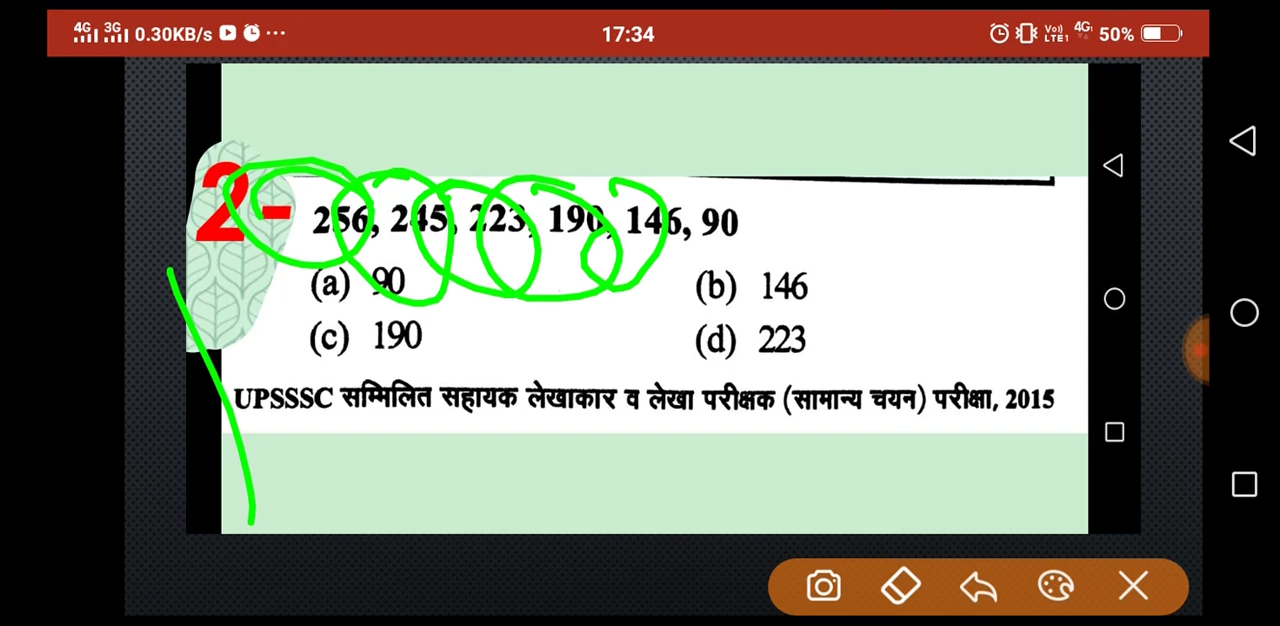 4G 3G 0.30KB/s 17:34 Vo)) LTE1 4G 50%
2-
256, 245, 223, 190, 146, 90
(a) 90 (b) 146
(c) 190 (d) 223
UPSSSC सम्मिलित सहायक लेखाकार व लेखा परीक्षक (सामान्य चयन) परीक्षा, 2015